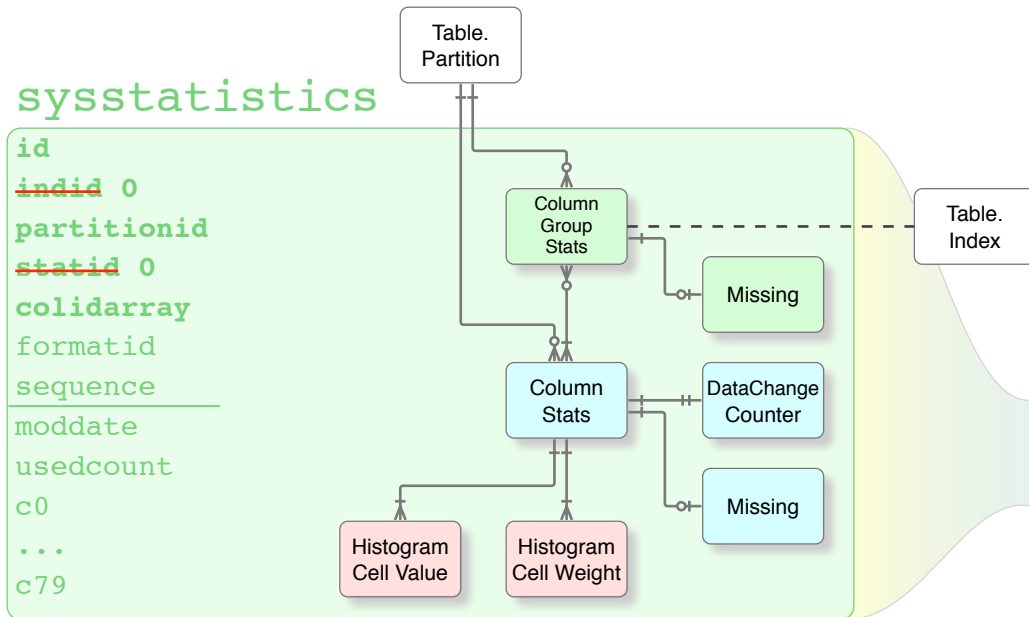 Table.
Partition
sysstatistics
id
indid 0
partitionid
statid 0
colidarray
formatid
sequence
moddate
usedcount
c0
...
c79
Column
Group
Stats
Table.
Index
Missing
Column
Stats
DataChange
Counter
Missing
Histogram
Cell Value
Histogram
Cell Weight